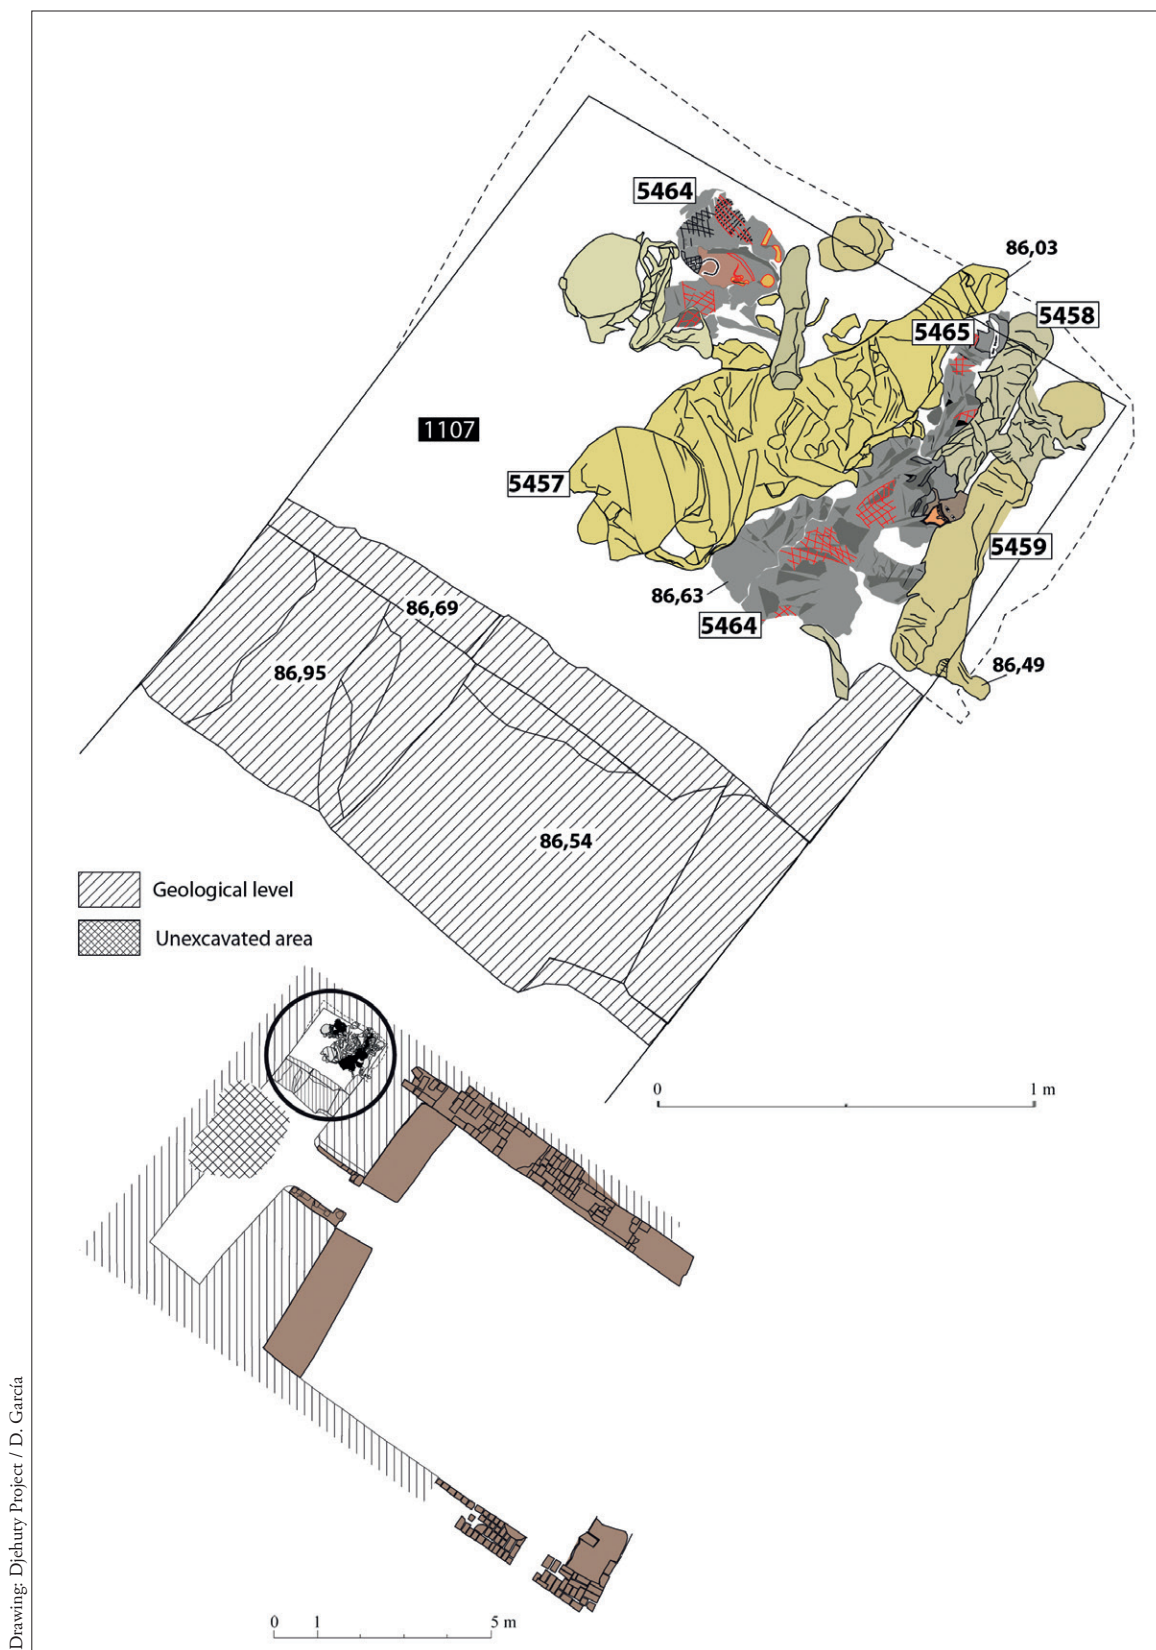 5464
86,03
5465
5458
1107
5457
5459
86,63
86,69
5464
86,49
86,95
86,54
Geological level
Unexcavated area
0 1 m
0 1 5 m
Drawing: Djehury Project / D. García